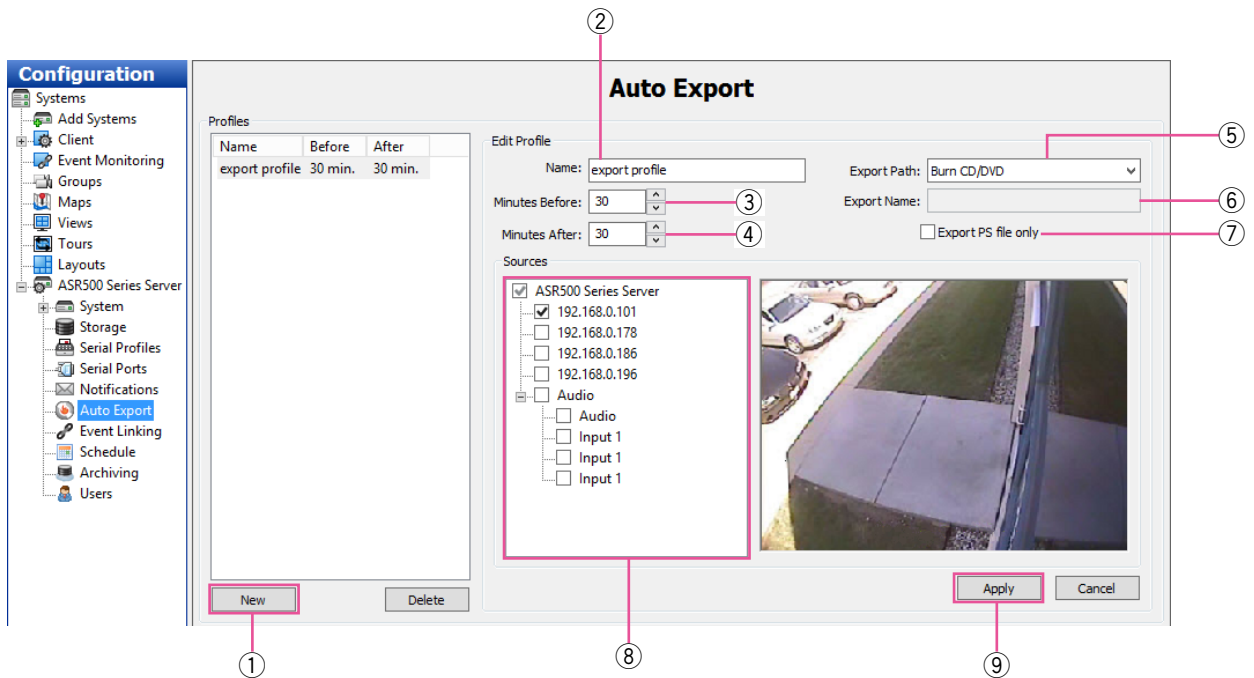 ②
Configuration
Systems
Add Systems
Client
Event Monitoring
Groups
Maps
Views
Tours
Layouts
ASR500 Series Server
System
Storage
Serial Profiles
Serial Ports
Notifications
Auto Export
Event Linking
Schedule
Archiving
Users
Auto Export
Profiles
Name Before After
export profile 30 min. 30 min.
New
Delete
①
Edit Profile
Name: export profile
Minutes Before: 30
③
Minutes After: 30
④
Export Path: Burn CD/DVD
⑤
Export Name:
⑥
Export PS file only
⑦
Sources
ASR500 Series Server
192.168.0.101
192.168.0.178
192.168.0.186
192.168.0.196
Audio
Audio
Input 1
Input 1
Input 1
Apply
Cancel
⑧
⑨